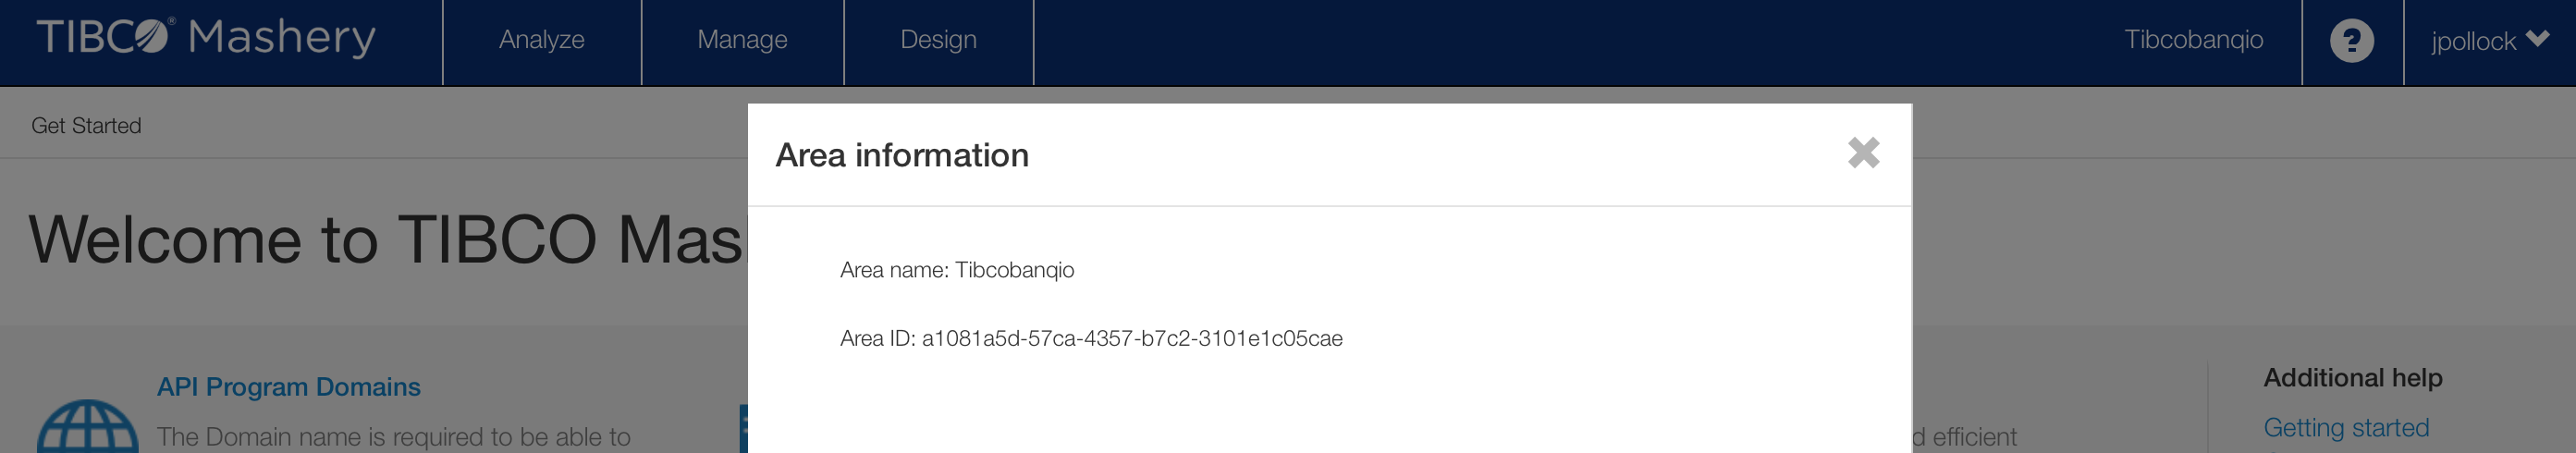 TIBCO® Mashery
Analyze
Manage
Design
Tibcobanqio
?
jpollock
Get Started
Area information
Welcome to TIBCO
Area name: Tibcobanqio
Area ID: a1081a5d-57ca-4357-b7c2-3101e1c05cae
API Program Domains
The Domain name is required to be able to
efficient
Additional help
Getting started